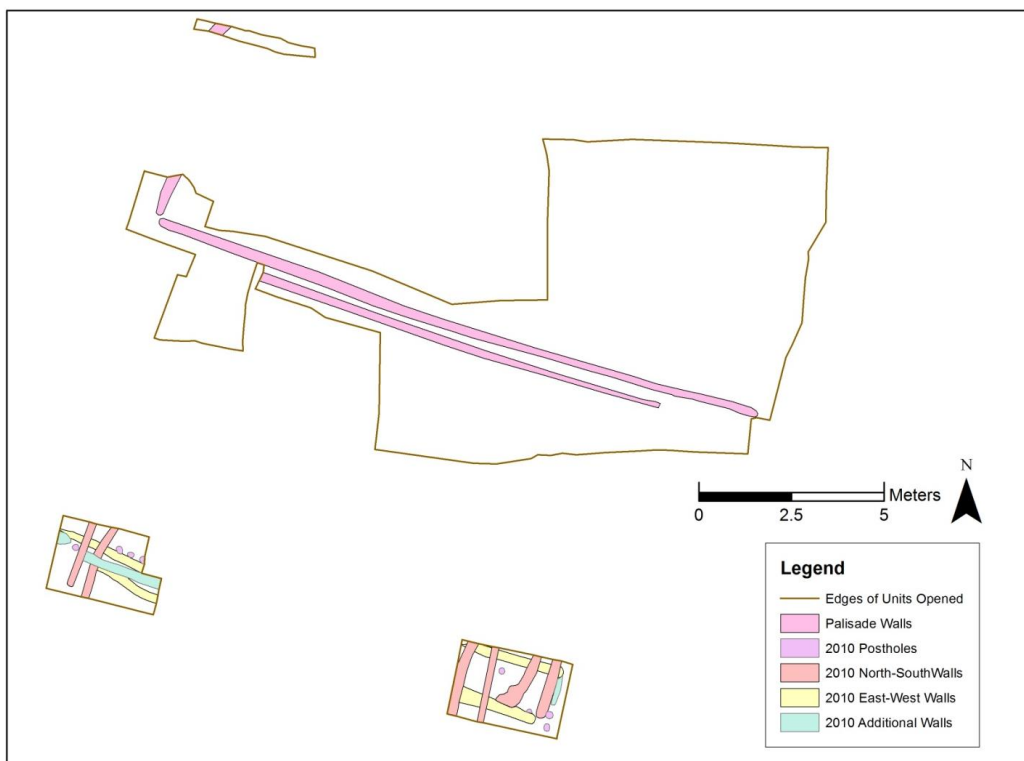 N
Meters
0 2.5 5
Legend
Edges of Units Opened
Palisade Walls
2010 Postholes
2010 North-SouthWalls
2010 East-West Walls
2010 Additional Walls